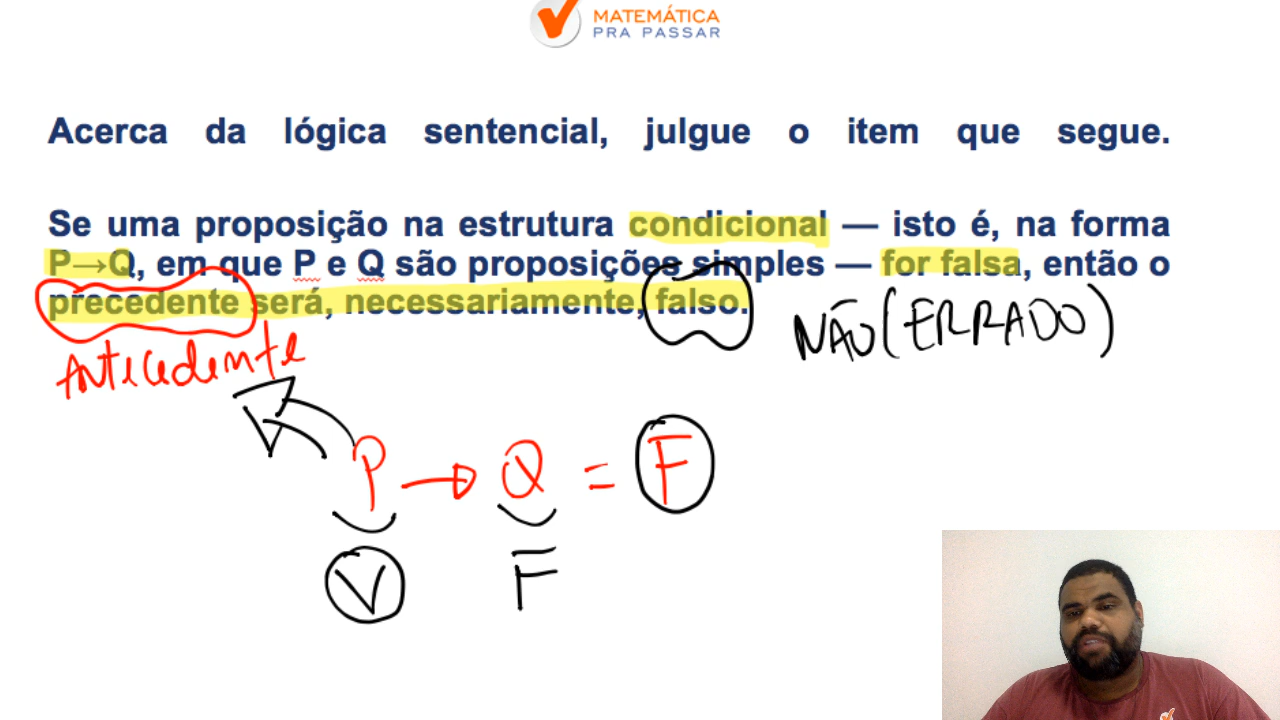 MATEMÁTICA
PRA PASSAR
Acerca da lógica sentencial, julgue o item que segue.
Se uma proposição na estrutura condicional — isto é, na forma
P→Q, em que P e Q são proposições simples — for falsa, então o
precedente será, necessariamente, falso.
NÃO (ERRADO)
Antecedente
P → Q = F
V F